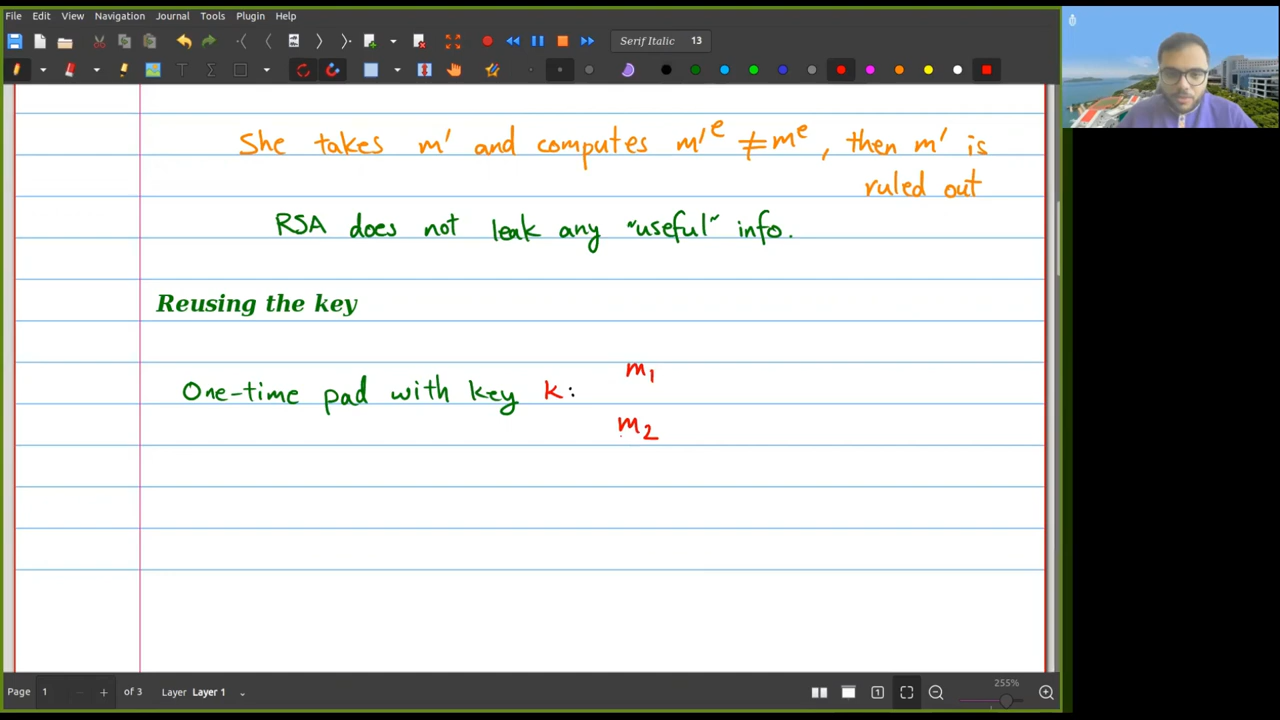 File Edit View Navigation Journal Tools Plugin Help
Serif Italic 13
She takes m' and computes m'^e ≠ m^e, then m' is
ruled out
RSA does not leak any "useful" info.
Reusing the key
One-time pad with key k: m₁
m₂
Page 1 of 3 Layer Layer 1 255%